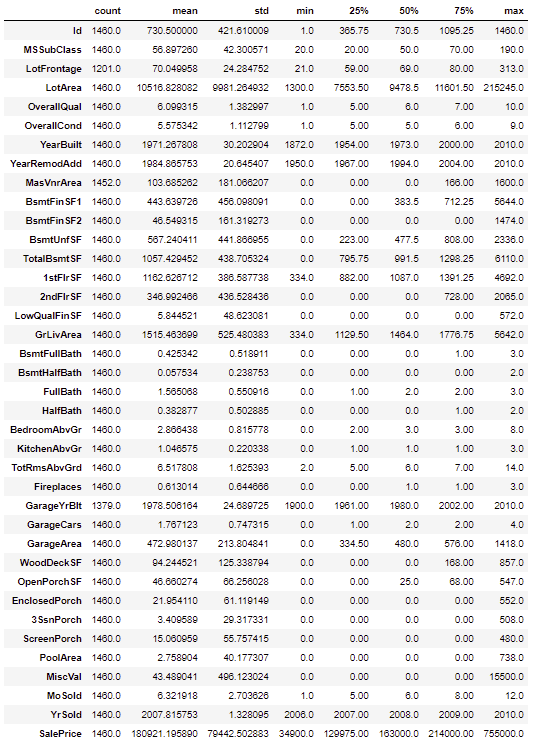 count mean std min 25% 50% 75% max
Id 1460.0 730.500000 421.610009 1.0 365.75 730.5 1095.25 1460.0
MSSubClass 1460.0 56.897260 42.300571 20.0 20.00 50.0 70.00 190.0
LotFrontage 1201.0 70.049958 24.284752 21.0 59.00 69.0 80.00 313.0
LotArea 1460.0 10516.828082 9981.264932 1300.0 7553.50 9478.5 11601.50 215245.0
OverallQual 1460.0 6.099315 1.382997 1.0 5.00 6.0 7.00 10.0
OverallCond 1460.0 5.575342 1.112799 1.0 5.00 5.0 6.00 9.0
YearBuilt 1460.0 1971.267808 30.202904 1872.0 1954.00 1973.0 2000.00 2010.0
YearRemodAdd 1460.0 1984.865753 20.645407 1950.0 1967.00 1994.0 2004.00 2010.0
MasVnrArea 1452.0 103.685262 181.066207 0.0 0.00 0.0 166.00 1600.0
BsmtFinSF1 1460.0 443.639726 456.098091 0.0 0.00 383.5 712.25 5644.0
BsmtFinSF2 1460.0 46.549315 161.319273 0.0 0.00 0.0 0.00 1474.0
BsmtUnfSF 1460.0 567.240411 441.866955 0.0 223.00 477.5 808.00 2336.0
TotalBsmtSF 1460.0 1057.429452 438.705324 0.0 795.75 991.5 1298.25 6110.0
1stFlrSF 1460.0 1162.626712 386.587738 334.0 882.00 1087.0 1391.25 4692.0
2ndFlrSF 1460.0 346.992466 436.528436 0.0 0.00 0.0 728.00 2065.0
LowQualFinSF 1460.0 5.844521 48.623081 0.0 0.00 0.0 0.00 572.0
GrLivArea 1460.0 1515.463699 525.480383 334.0 1129.50 1464.0 1776.75 5642.0
BsmtFullBath 1460.0 0.425342 0.518911 0.0 0.00 0.0 1.00 3.0
BsmtHalfBath 1460.0 0.057534 0.238753 0.0 0.00 0.0 0.00 2.0
FullBath 1460.0 1.565068 0.550916 0.0 1.00 2.0 2.00 3.0
HalfBath 1460.0 0.382877 0.502885 0.0 0.00 0.0 1.00 2.0
BedroomAbvGr 1460.0 2.866438 0.815778 0.0 2.00 3.0 3.00 8.0
KitchenAbvGr 1460.0 1.046575 0.220338 0.0 1.00 1.0 1.00 3.0
TotRmsAbvGrd 1460.0 6.517808 1.625393 2.0 5.00 6.0 7.00 14.0
Fireplaces 1460.0 0.613014 0.644666 0.0 0.00 1.0 1.00 3.0
GarageYrBlt 1379.0 1978.506164 24.689725 1900.0 1961.00 1980.0 2002.00 2010.0
GarageCars 1460.0 1.767123 0.747315 0.0 1.00 2.0 2.00 4.0
GarageArea 1460.0 472.980137 213.804841 0.0 334.50 480.0 576.00 1418.0
WoodDeckSF 1460.0 94.244521 125.338794 0.0 0.00 0.0 168.00 857.0
OpenPorchSF 1460.0 46.660274 66.256028 0.0 0.00 25.0 68.00 547.0
EnclosedPorch 1460.0 21.954110 61.119149 0.0 0.00 0.0 0.00 552.0
3SsnPorch 1460.0 3.409589 29.317331 0.0 0.00 0.0 0.00 508.0
ScreenPorch 1460.0 15.060959 55.757415 0.0 0.00 0.0 0.00 480.0
PoolArea 1460.0 2.758904 40.177307 0.0 0.00 0.0 0.00 738.0
MiscVal 1460.0 43.489041 496.123024 0.0 0.00 0.0 0.00 15500.0
MoSold 1460.0 6.321918 2.703626 1.0 5.00 6.0 8.00 12.0
YrSold 1460.0 2007.815753 1.328095 2006.0 2007.00 2008.0 2009.00 2010.0
SalePrice 1460.0 180921.195890 79442.502883 34900.0 129975.00 163000.0 214000.00 755000.0